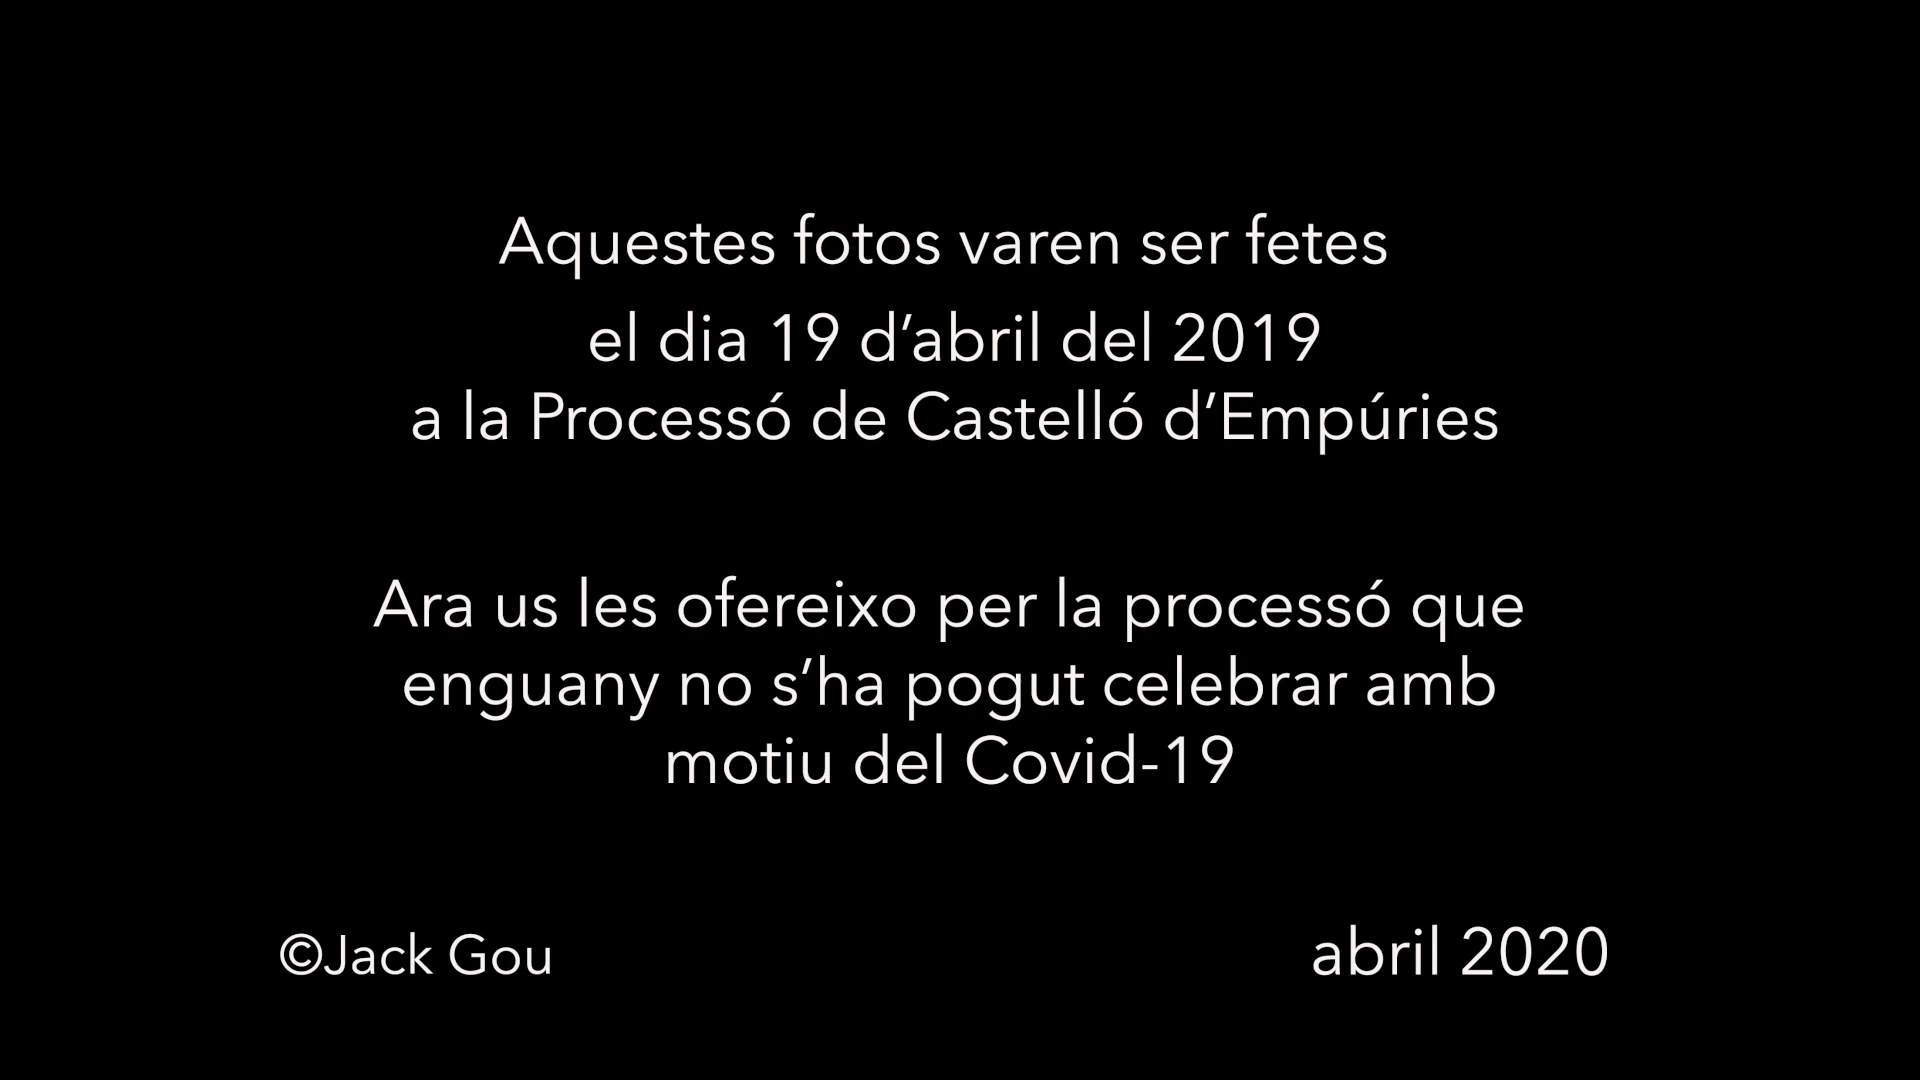 Aquestes fotos varen ser fetes
el dia 19 d’abril del 2019
a la Processó de Castelló d’Empúries
Ara us les ofereixo per la processó que
enguany no s’ha pogut celebrar amb
motiu del Covid-19
©Jack Gou
abril 2020